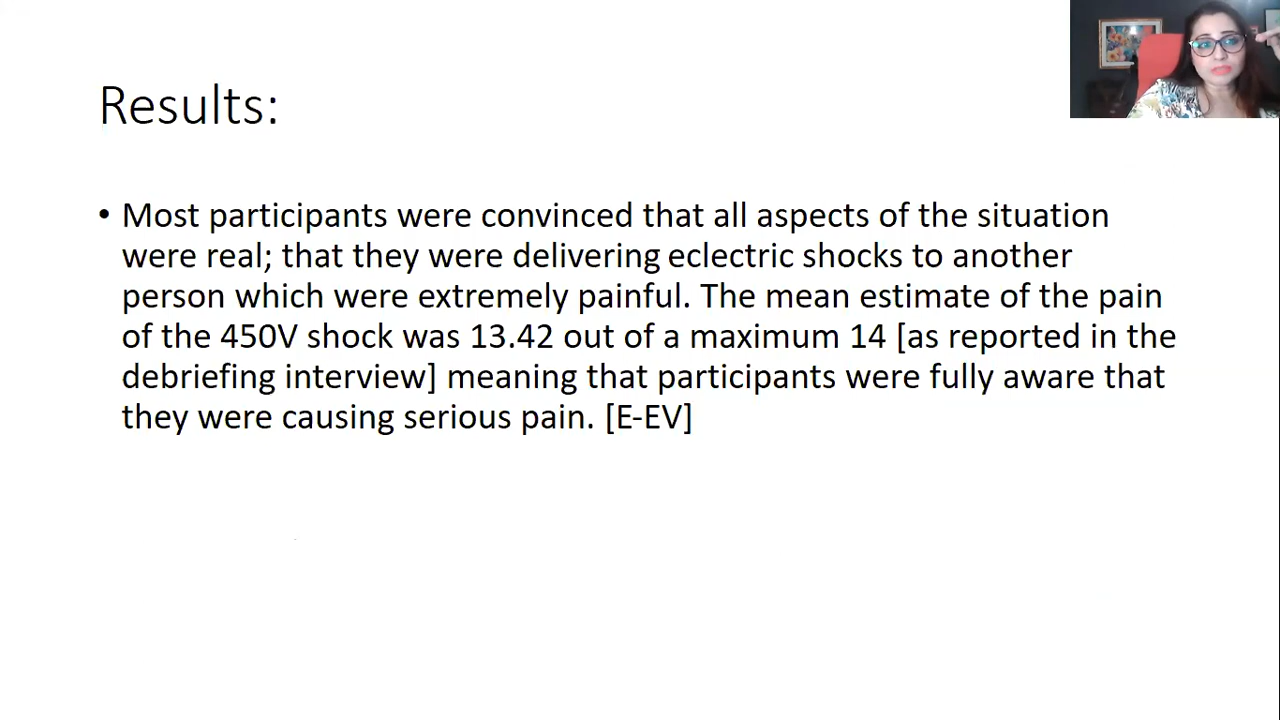 Results:
• Most participants were convinced that all aspects of the situation
were real; that they were delivering eclectric shocks to another
person which were extremely painful. The mean estimate of the pain
of the 450V shock was 13.42 out of a maximum 14 [as reported in the
debriefing interview] meaning that participants were fully aware that
they were causing serious pain. [E-EV]